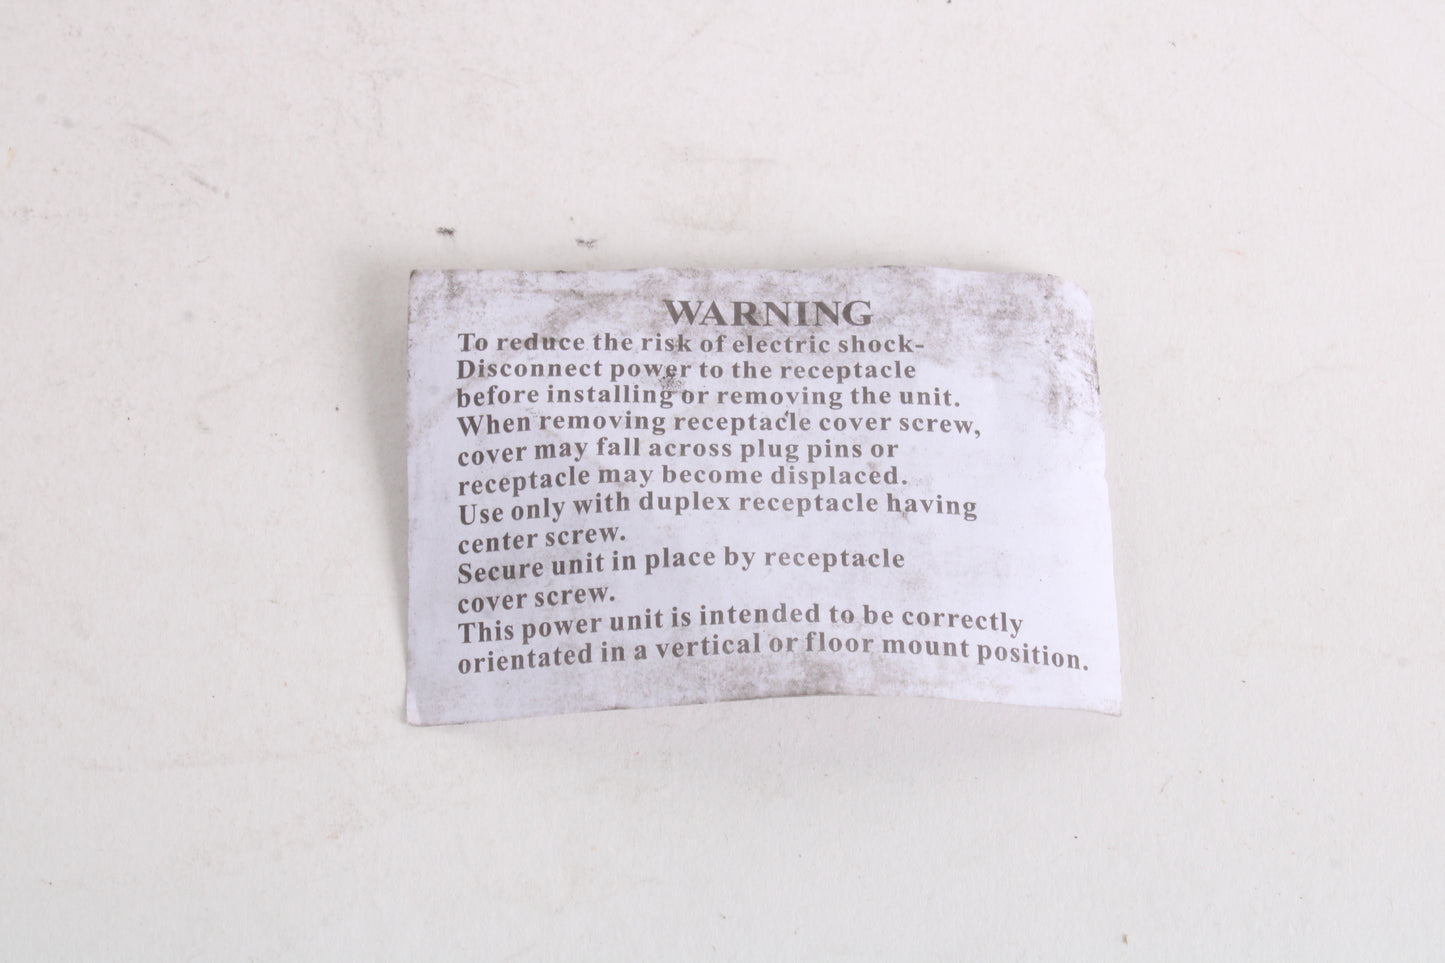 WARNING
To reduce the risk of electric shock-
Disconnect power to the receptacle
before installing or removing the unit.
When removing receptacle cover screw,
cover may fall across plug pins or
receptacle may become displaced.
Use only with duplex receptacle having
center screw.
Secure unit in place by receptacle
cover screw.
This power unit is intended to be correctly
orientated in a vertical or floor mount position.